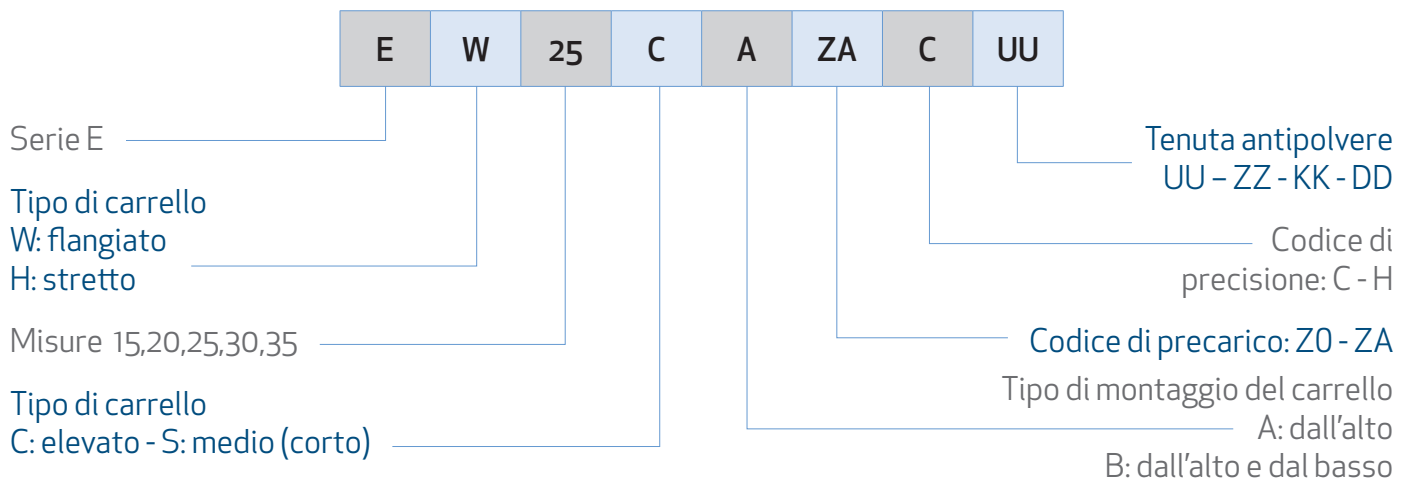 E W 25 C A ZA C UU
Serie E
Tipo di carrello
W: flangiato
H: stretto
Misure 15,20,25,30,35
Tipo di carrello
C: elevato - S: medio (corto)
Tenuta antipolvere
UU – ZZ - KK - DD
Codice di
precisione: C - H
Codice di precarico: Z0 - ZA
Tipo di montaggio del carrello
A: dall'alto
B: dall'alto e dal basso